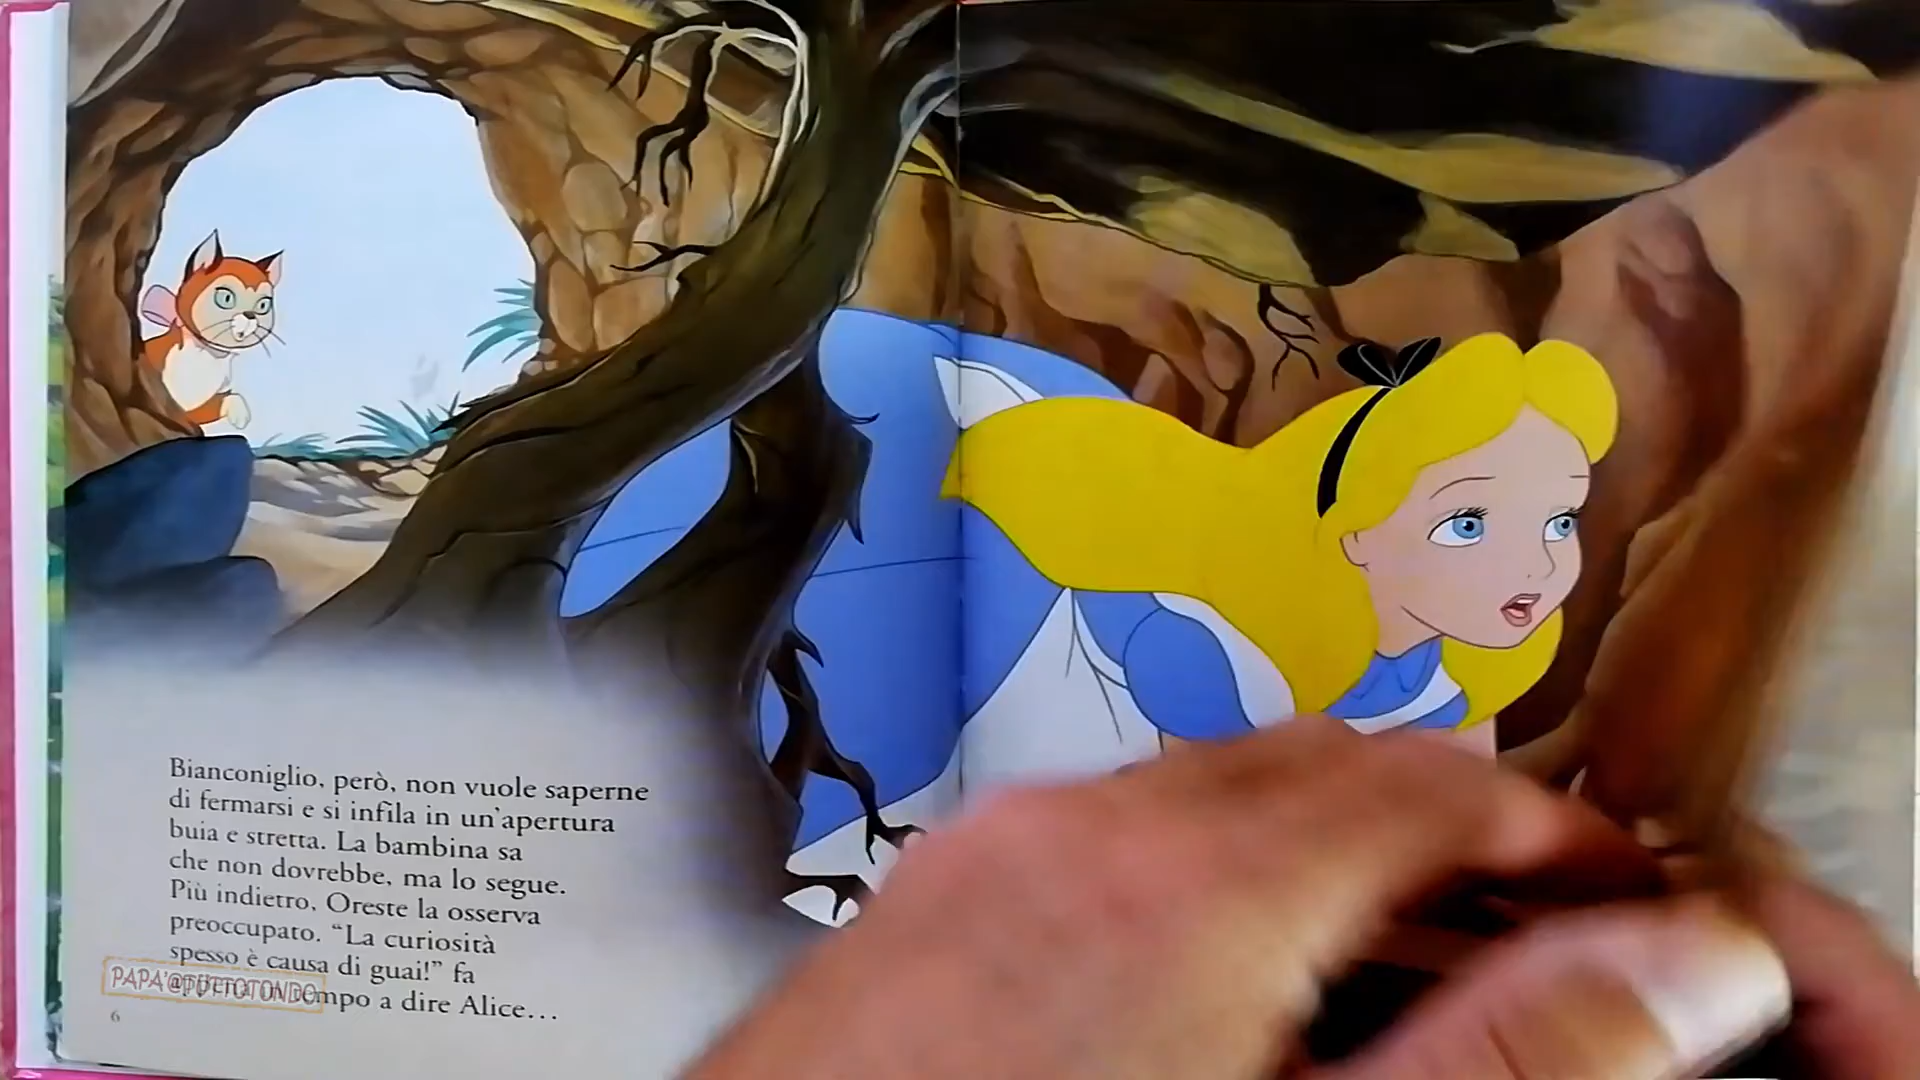 Bianconiglio, però, non vuole saperne
di fermarsi e si infila in un'apertura
buia e stretta. La bambina sa
che non dovrebbe, ma lo segue.
Più indietro, Oreste la osserva
preoccupato. “La curiosità
spesso è causa di guai!” fa
tempo a dire Alice…
PAPA'@TUTTOTONDO
6